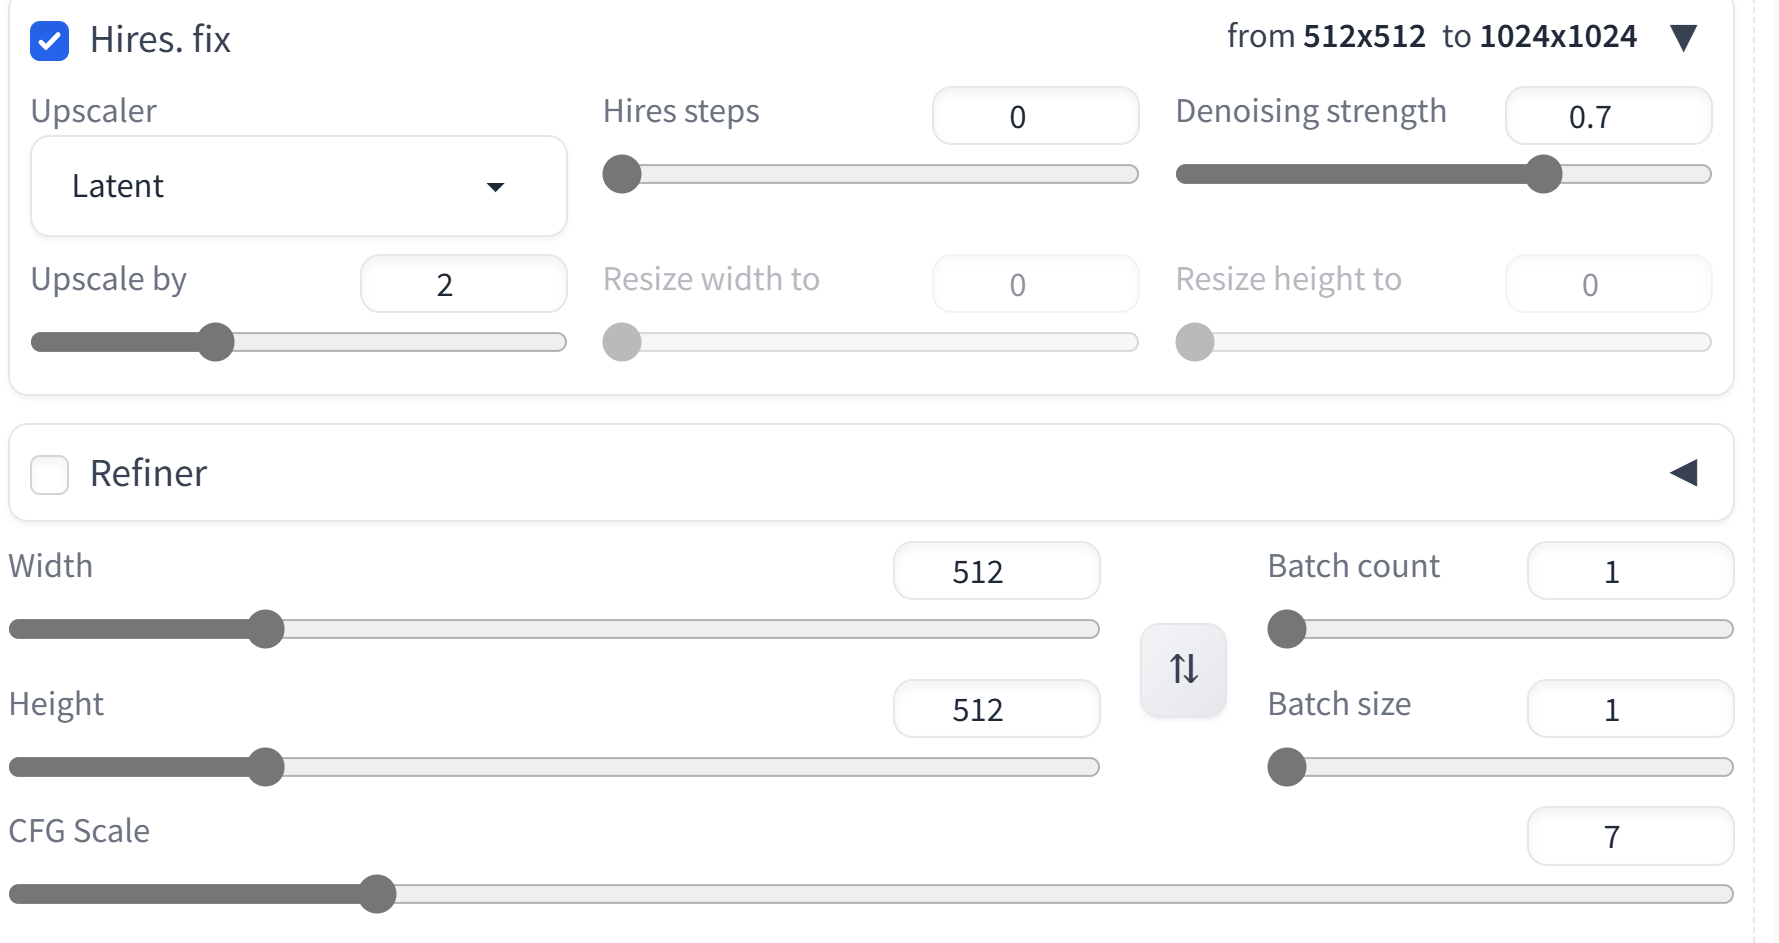 Hires. fix from 512x512 to 1024x1024
Upscaler Hires steps 0 Denoising strength 0.7
Latent
Upscale by 2 Resize width to 0 Resize height to 0
Refiner
Width 512 Batch count 1
Height 512 Batch size 1
CFG Scale 7